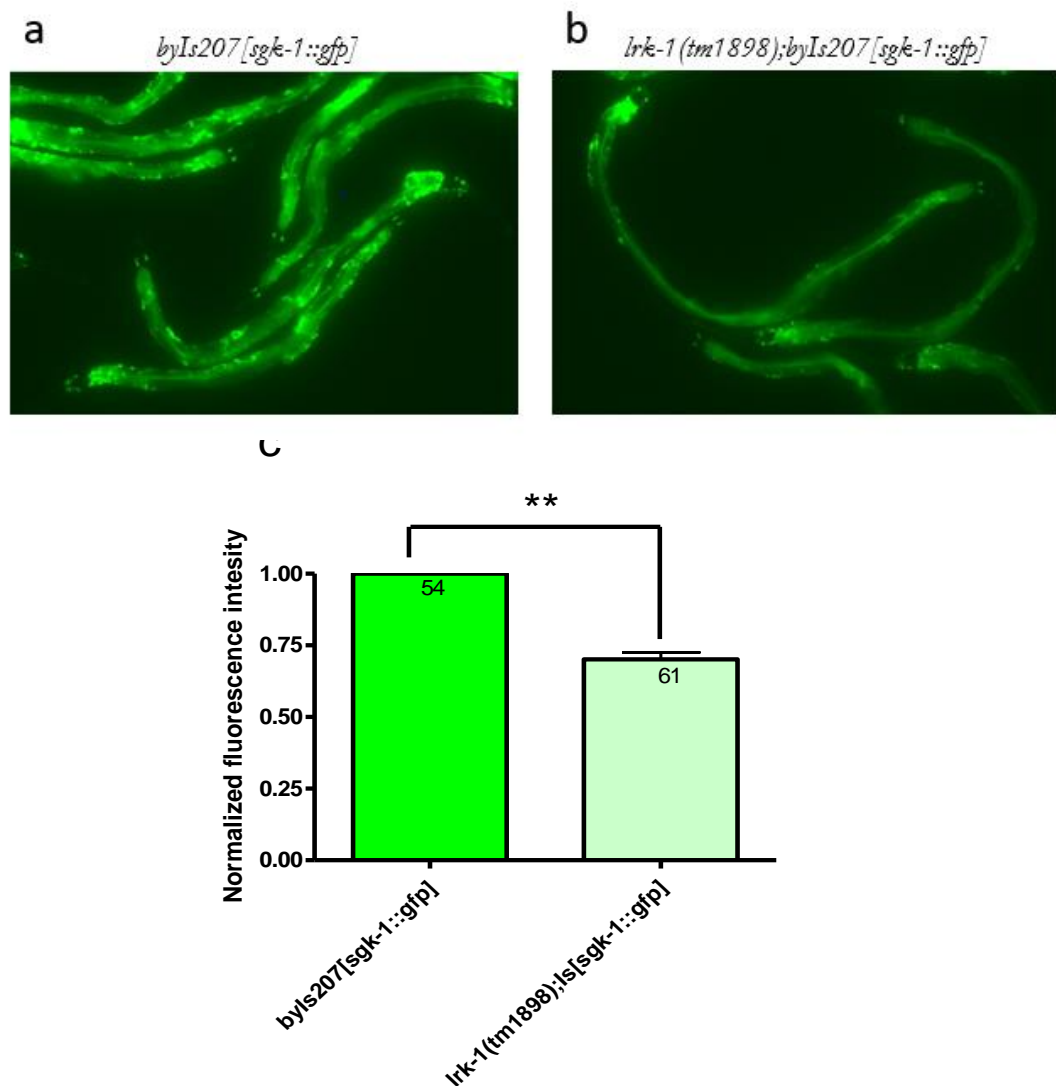 a
byIs207[sgk-1::gfp]
b
lrk-1(tm1898);byIs207[sgk-1::gfp]
c
**
Normalized fluorescence intesity
1.00
0.75
0.50
0.25
0.00
54
61
byIs207[sgk-1::gfp]
lrk-1(tm1898);Is[sgk-1::gfp]